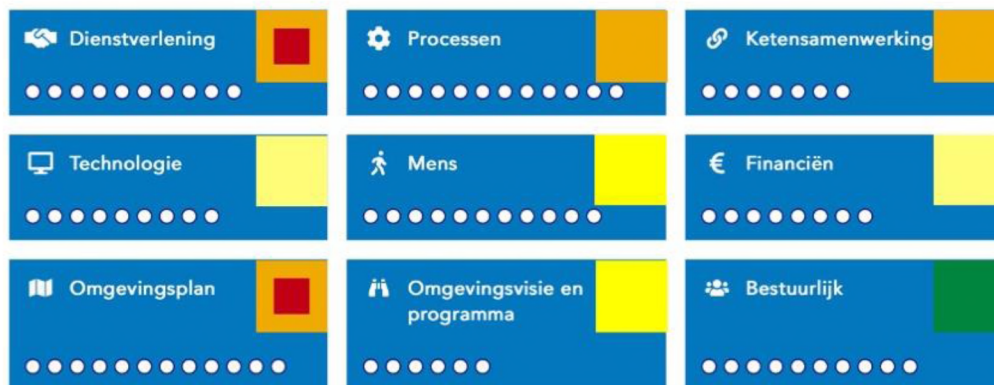 Dienstverlening
Processen
Ketensamenwerking
Technologie
Mens
Financiën
Omgevingsplan
Omgevingsvisie en
programma
Bestuurlijk